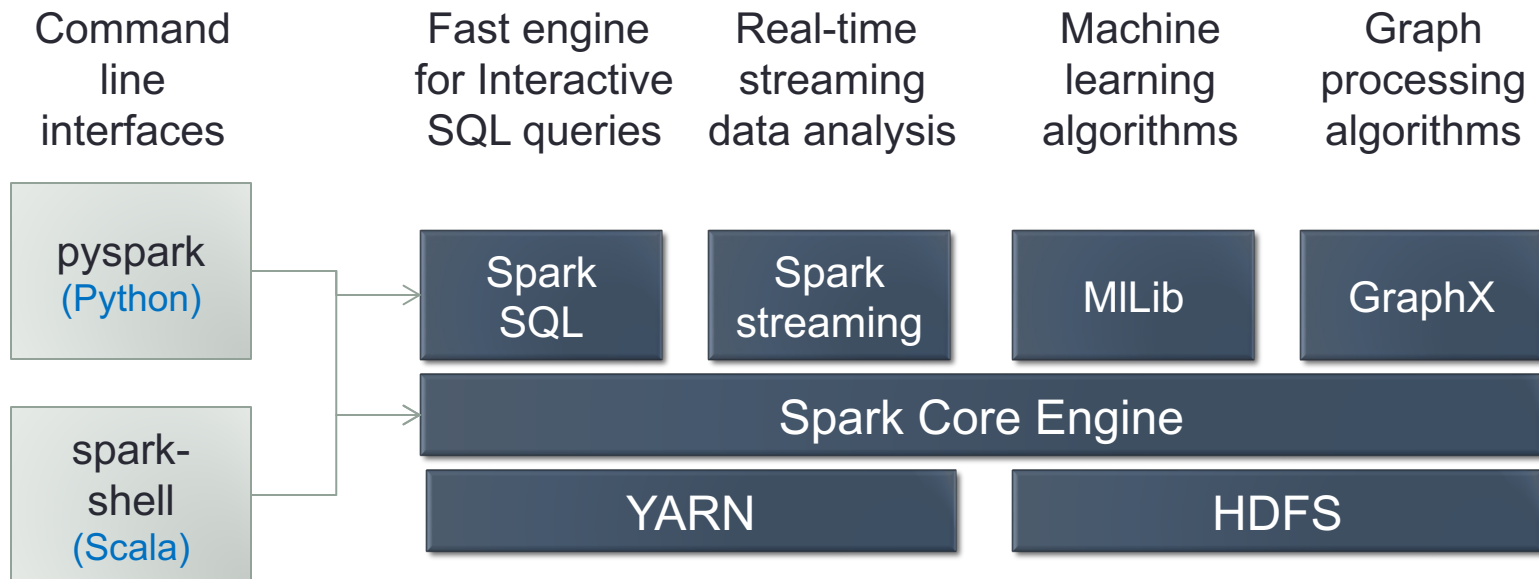 Command
line
interfaces
Fast engine
for Interactive
SQL queries
Real-time
streaming
data analysis
Machine
learning
algorithms
Graph
processing
algorithms
pyspark
(Python)
spark-
shell
(Scala)
Spark
SQL
Spark
streaming
MlLib
GraphX
Spark Core Engine
YARN
HDFS